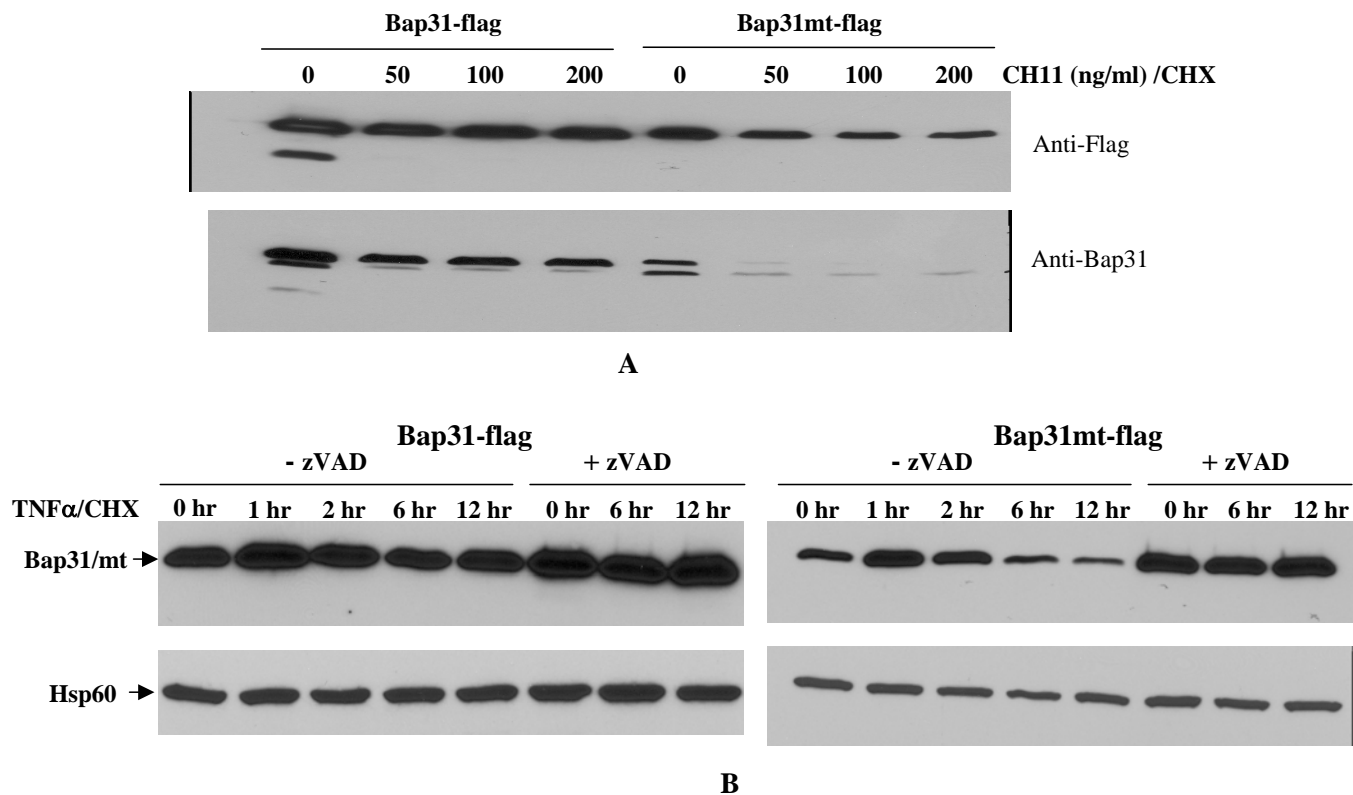 Bap31-flag Bap31mt-flag
0 50 100 200 0 50 100 200 CH11 (ng/ml) /CHX
Anti-Flag
Anti-Bap31
A
Bap31-flag Bap31mt-flag
- zVAD + zVAD - zVAD + zVAD
TNFα/CHX 0 hr 1 hr 2 hr 6 hr 12 hr 0 hr 6 hr 12 hr 0 hr 1 hr 2 hr 6 hr 12 hr 0 hr 6 hr 12 hr
Bap31/mt
Hsp60
B